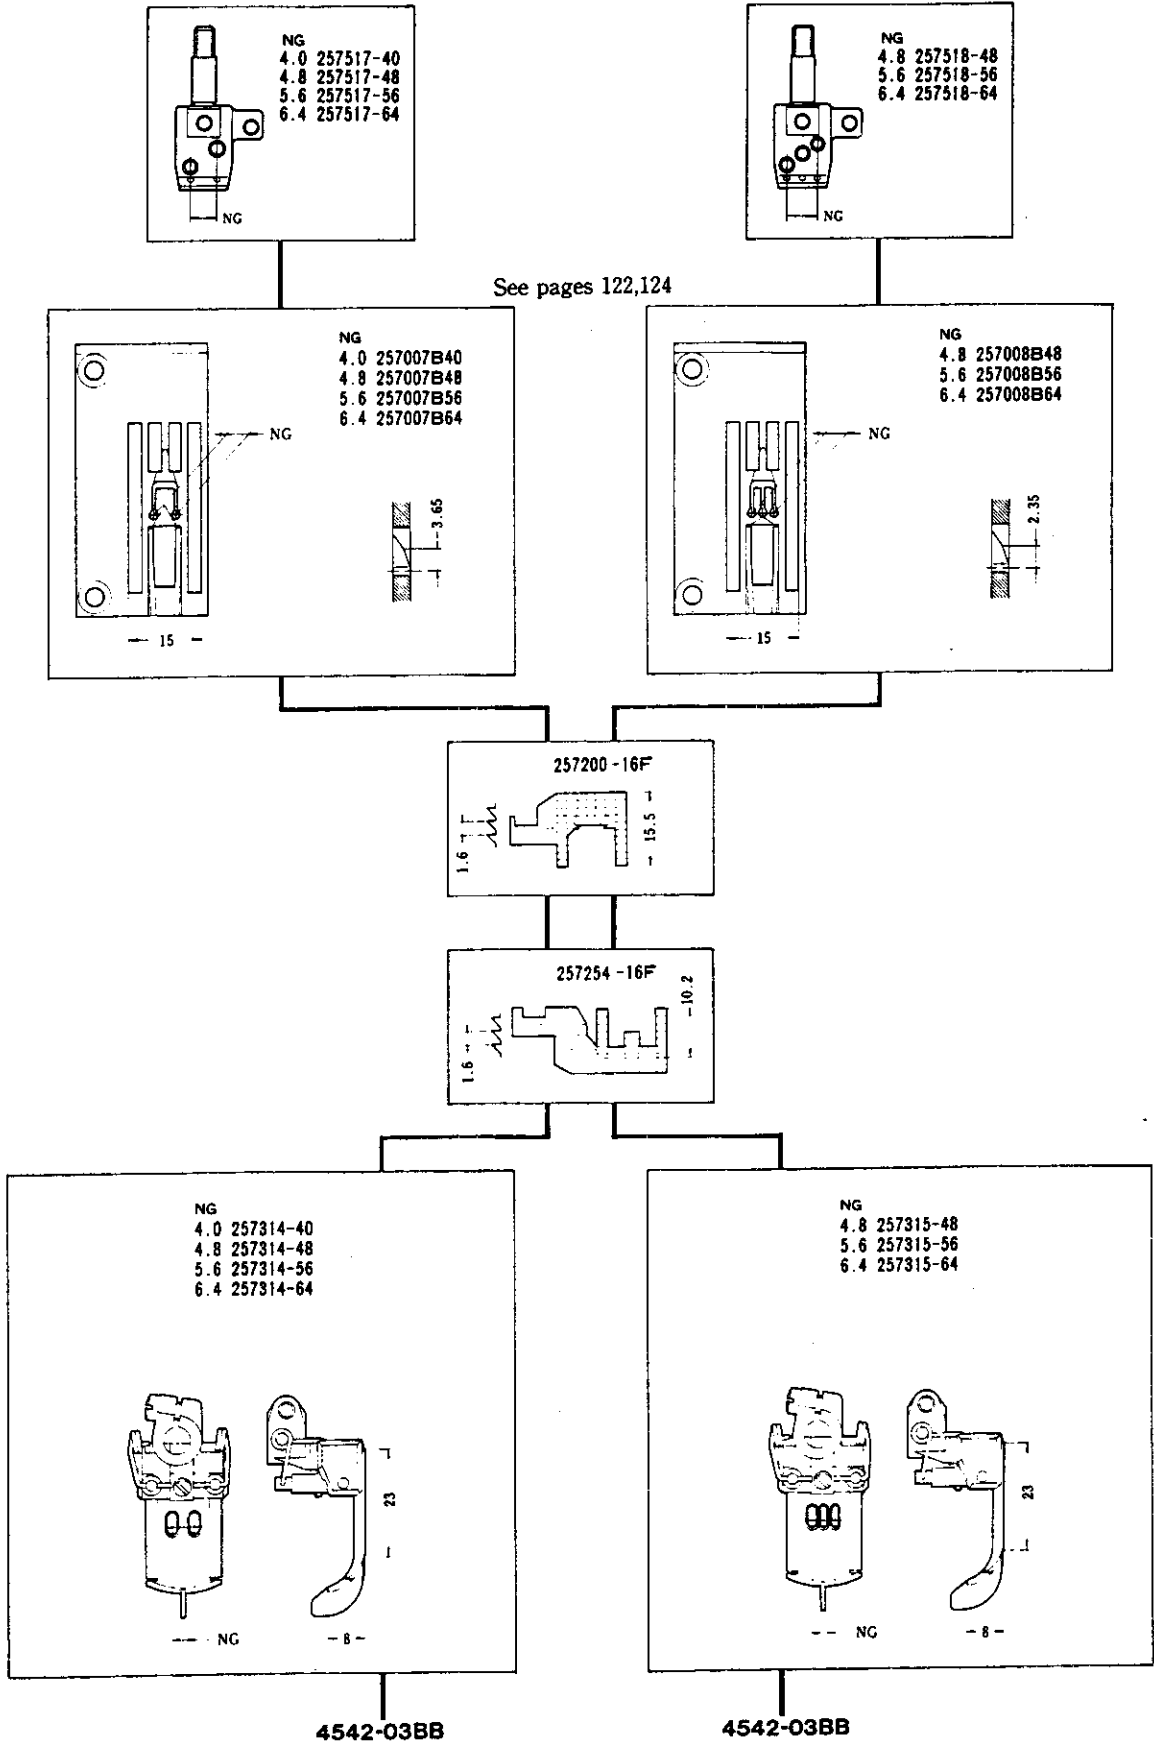 NG
4.0 257517-40
4.8 257517-48
5.6 257517-56
6.4 257517-64
NG
NG
4.8 257518-48
5.6 257518-56
6.4 257518-64
NG
See pages 122,124
NG
4.0 257007B40
4.8 257007B48
5.6 257007B56
6.4 257007B64
NG
3.65
15
NG
4.8 257008B48
5.6 257008B56
6.4 257008B64
NG
2.35
15
257200-16F
1.6
15.5
257254-16F
1.6
10.2
NG
4.0 257314-40
4.8 257314-48
5.6 257314-56
6.4 257314-64
23
NG
8
4542-03BB
NG
4.8 257315-48
5.6 257315-56
6.4 257315-64
23
NG
8
4542-03BB